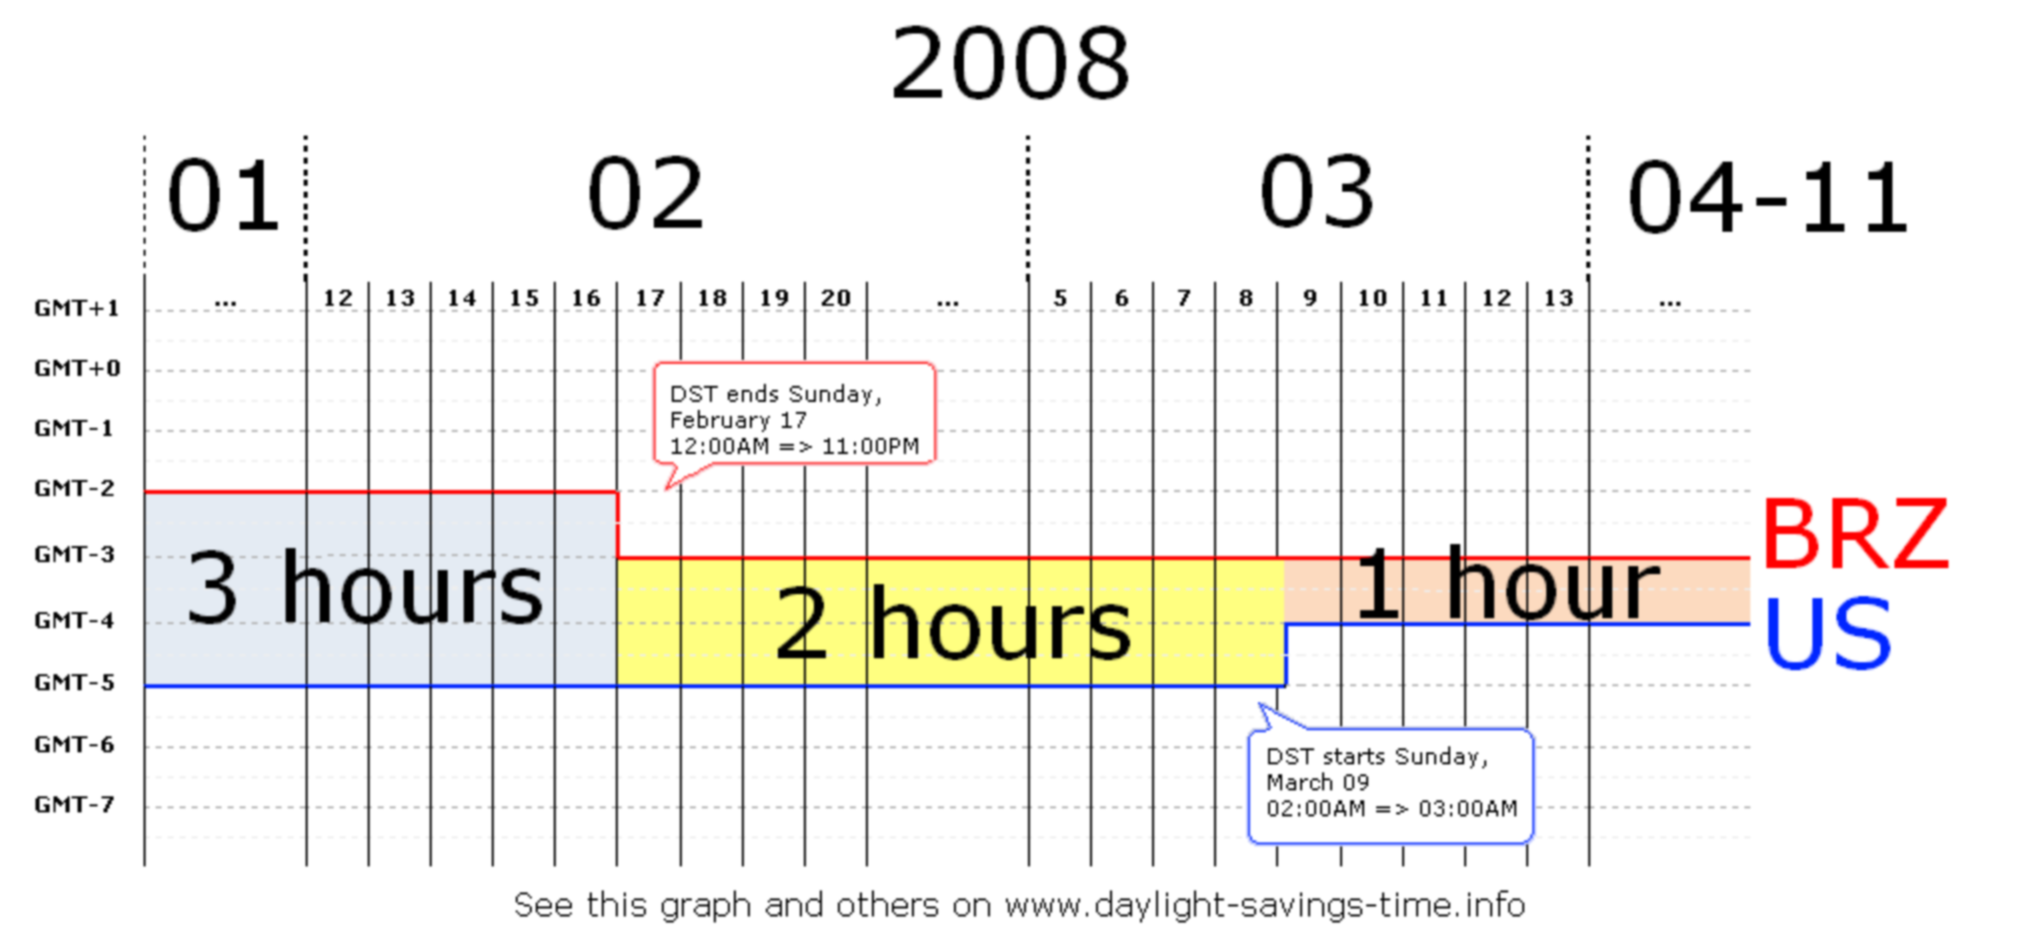 2008
01 02 03 04-11
... 12 13 14 15 16 17 18 19 20 ... 5 6 7 8 9 10 11 12 13 ...
GMT+1
GMT+0
GMT-1
GMT-2
GMT-3
GMT-4
GMT-5
GMT-6
GMT-7
DST ends Sunday,
February 17
12:00AM => 11:00PM
3 hours
2 hours
1 hour
BRZ
US
DST starts Sunday,
March 09
02:00AM => 03:00AM
See this graph and others on www.daylight-savings-time.info